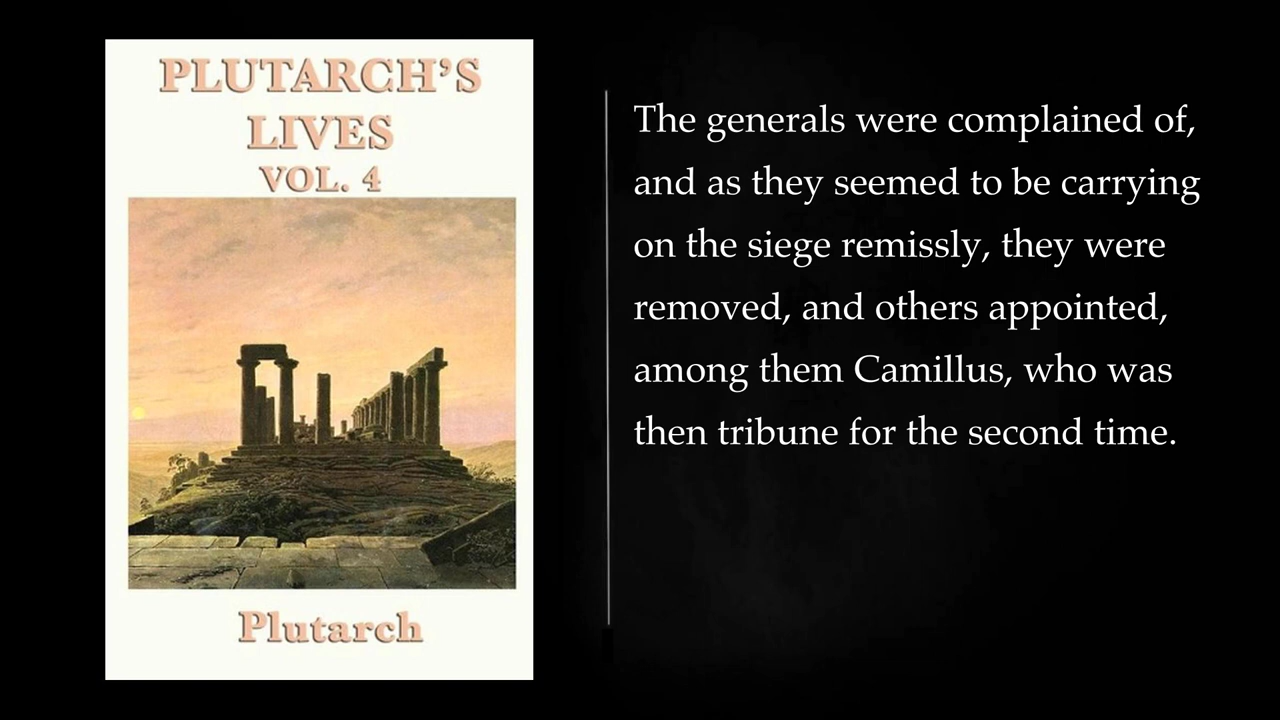 PLUTARCH'S
LIVES
VOL. 4
Plutarch
The generals were complained of,
and as they seemed to be carrying
on the siege remissly, they were
removed, and others appointed,
among them Camillus, who was
then tribune for the second time.